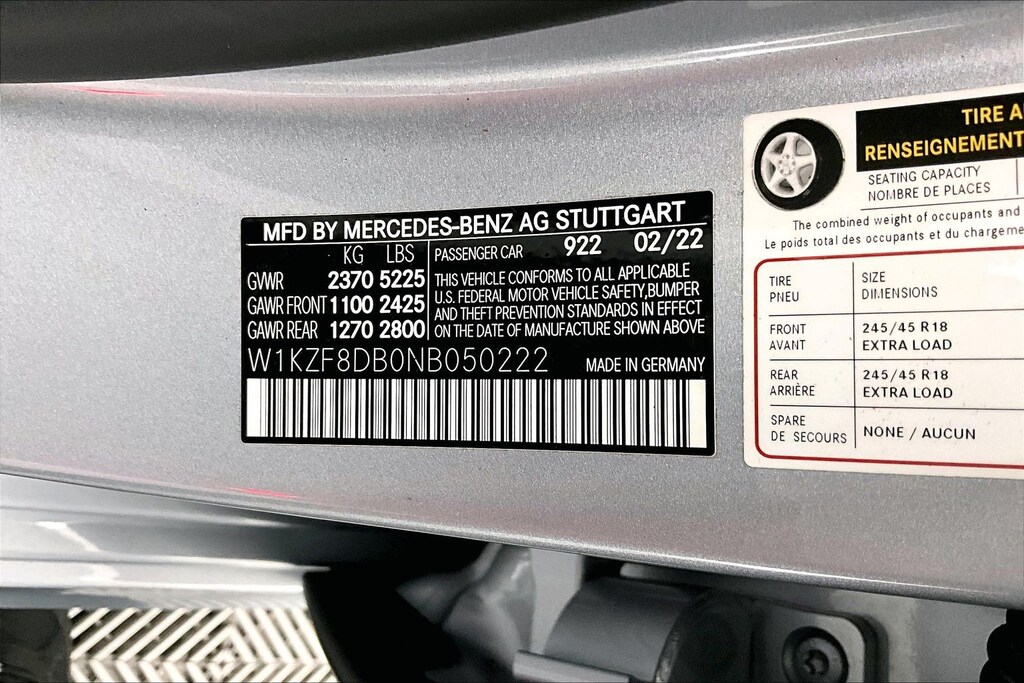 MFD BY MERCEDES-BENZ AG STUTTGART
KG LBS
GVWR 2370 5225
GAWR FRONT 1100 2425
GAWR REAR 1270 2800
PASSENGER CAR 922 02/22
THIS VEHICLE CONFORMS TO ALL APPLICABLE
U.S. FEDERAL MOTOR VEHICLE SAFETY,BUMPER
AND THEFT PREVENTION STANDARDS IN EFFECT
ON THE DATE OF MANUFACTURE SHOWN ABOVE
W1KZF8DB0NB050222 MADE IN GERMANY
TIRE A
RENSEIGNEMENT
SEATING CAPACITY
NOMBRE DE PLACES
The combined weight of occupants and
Le poids total des occupants et du chargeme
TIRE
PNEU
SIZE
DIMENSIONS
FRONT
AVANT
245/45 R18
EXTRA LOAD
REAR
ARRIÈRE
245/45 R18
EXTRA LOAD
SPARE
DE SECOURS
NONE / AUCUN